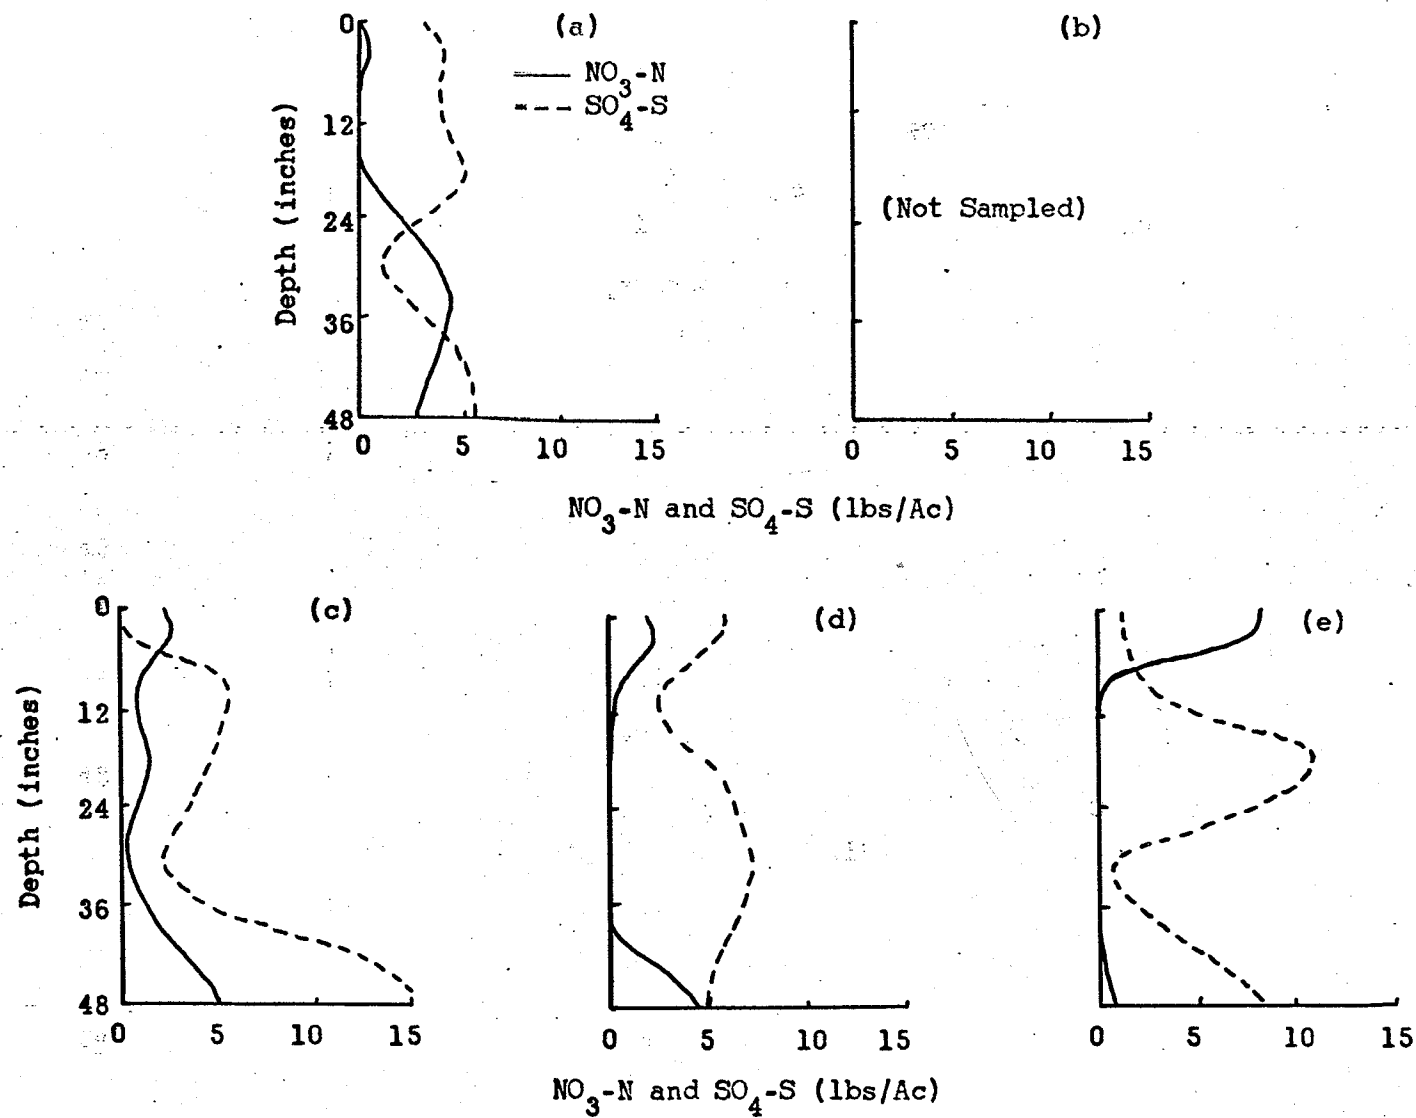 (a)
(b)
NO3-N
SO4-S
0
12
24
36
48
Depth (inches)
(Not Sampled)
0 5 10 15
0 5 10 15
NO3-N and SO4-S (lbs/Ac)
(c)
(d)
(e)
0
12
24
36
48
Depth (inches)
0 5 10 15
0 5 10 15
0 5 10 15
NO3-N and SO4-S (lbs/Ac)